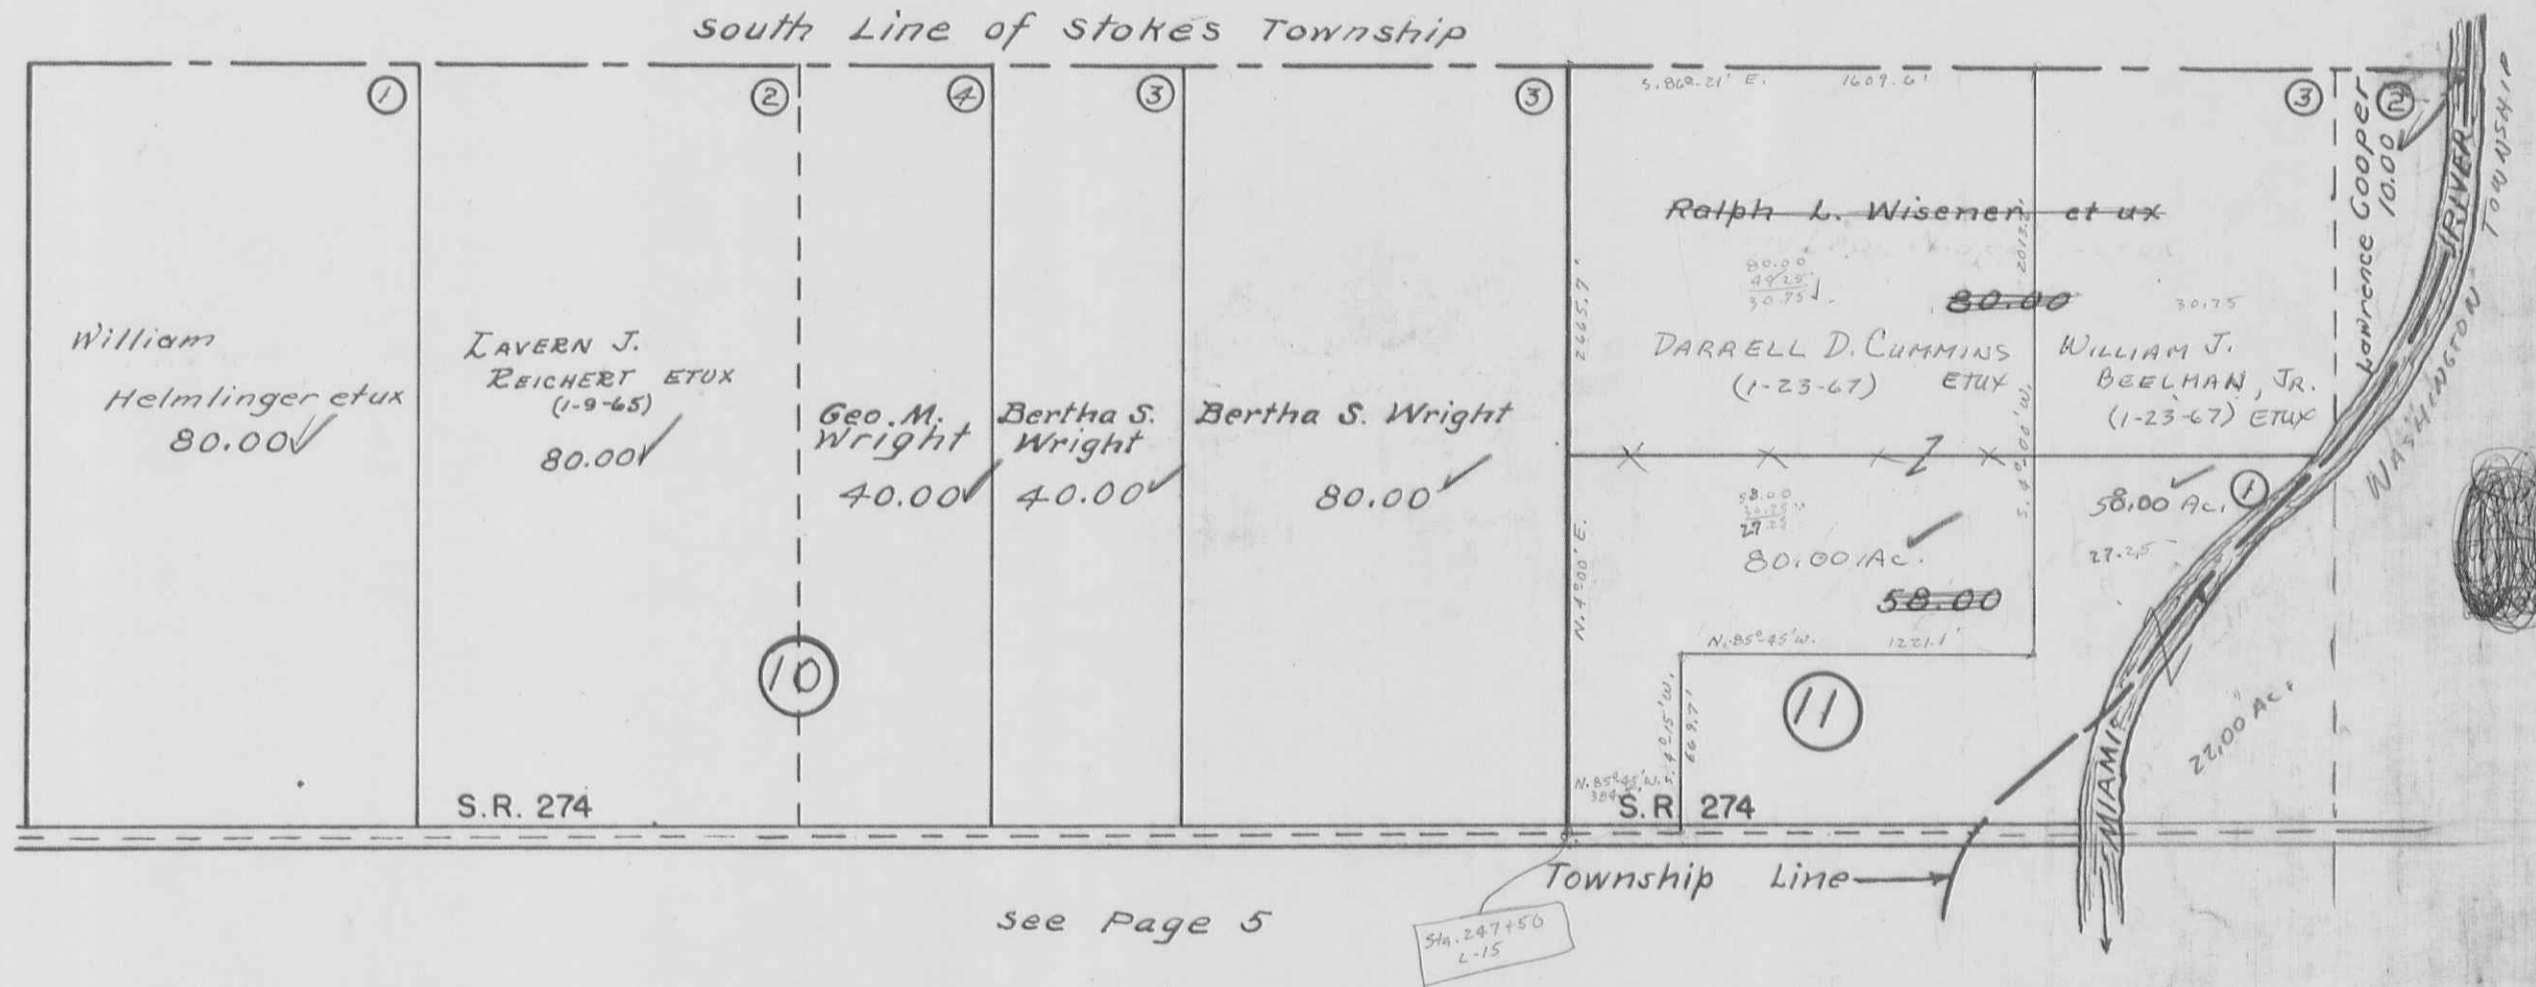 South Line of Stokes Township
①
②
④
③
③
③
②
S. 86°-21' E. 1609.6'
William
Helmlinger etux
80.00
LAVERN J.
REICHERT ETUX
(1-9-65)
80.00
Geo. M.
Wright
40.00
Bertha S.
Wright
40.00
Bertha S. Wright
80.00
2665.7'
N. 4°00' E.
Ralph L. Wisener et ux
80.00
49.25
30.75
80.00
30.75
DARRELL D. CUMMINS
ETUX
(1-23-67)
2013.2'
S. 4°-00' W.
WILLIAM J.
BEELMAN, JR.
(1-23-67) ETUX
Lawrence Cooper
10.00
RIVER
WASHINGTON TOWNSHIP
58.00
30.75
27.25
80.00 Ac.
58.00
58.00 Ac. ①
27.25
N. 85°-45' W. 1221.1'
10
11
S. 4°-15' W.
669.7'
N. 85°45' W.
22.00 Ac.
MIAMI
S.R. 274
S.R. 274
Township Line
See Page 5
Sta. 247+50
L-15